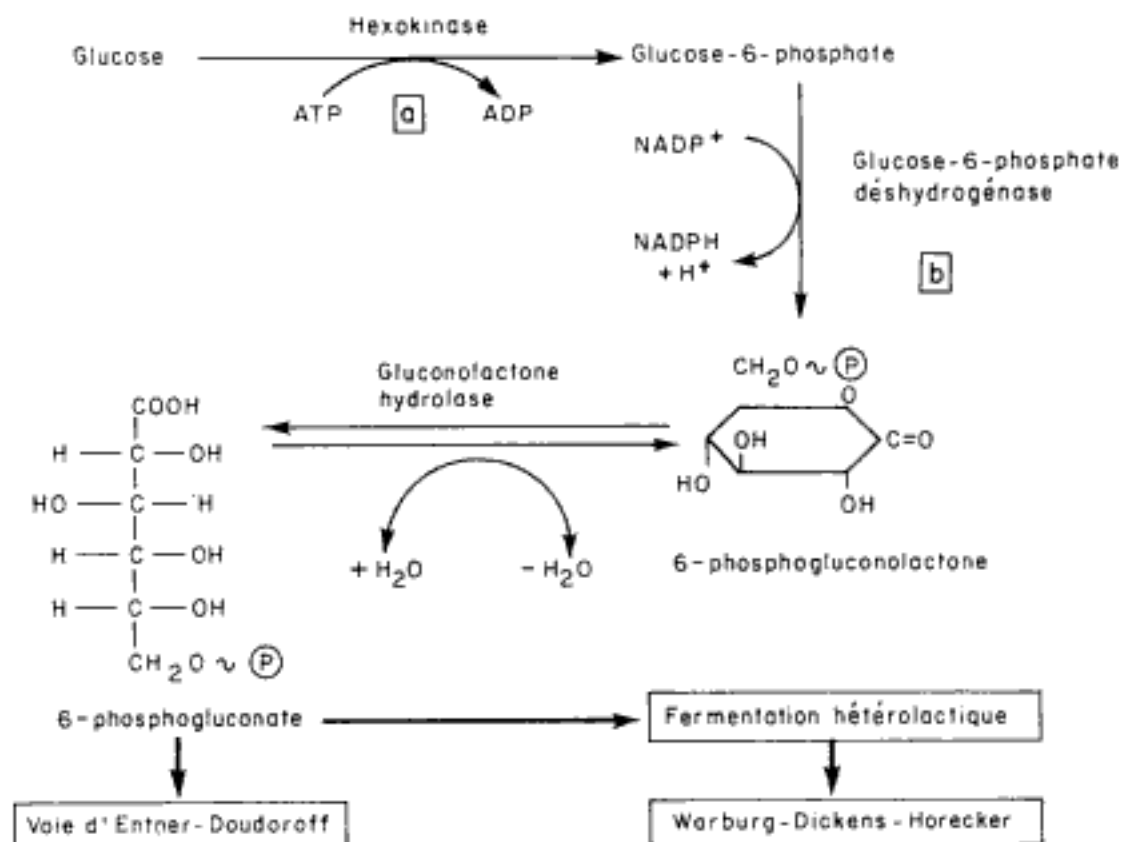 Hexokinase
Glucose
Glucose-6-phosphate
ATP
a
ADP
NADP+
Glucose-6-phosphate
déshydrogénase
NADPH
+ H+
b
CH2O ~ P
Gluconolactone
hydrolase
O
C=O
OH
HO
OH
COOH
H — C — OH
HO — C — H
H — C — OH
H — C — OH
CH2O ~ P
+ H2O
- H2O
6-phosphogluconolactone
6-phosphogluconate
Fermentation hétérolactique
Voie d'Entner-Doudoroff
Warburg-Dickens-Horecker